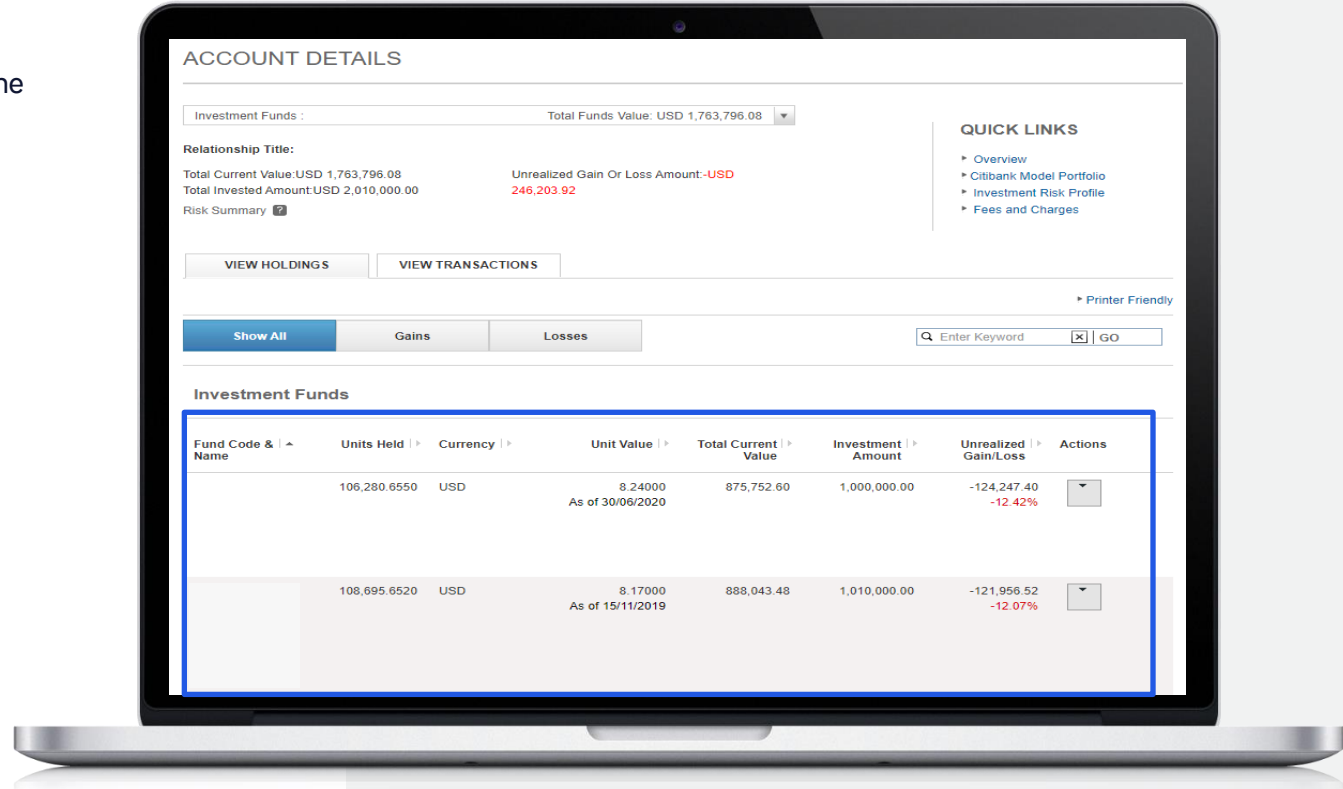 ne
ACCOUNT DETAILS
Investment Funds : Total Funds Value: USD 1,763,796.08
QUICK LINKS
Relationship Title:
Overview
Total Current Value:USD 1,763,796.08 Unrealized Gain Or Loss Amount:-USD
Citibank Model Portfolio
Total Invested Amount:USD 2,010,000.00 246,203.92
Investment Risk Profile
Risk Summary ?
Fees and Charges
VIEW HOLDINGS VIEW TRANSACTIONS
Printer Friendly
Show All Gains Losses Enter Keyword X GO
Investment Funds
Fund Code & Units Held Currency Unit Value Total Current Investment Unrealized Actions
Name Value Amount Gain/Loss
106,280.6550 USD 8.24000 875,752.60 1,000,000.00 -124,247.40
As of 30/06/2020 -12.42%
108,695.6520 USD 8.17000 888,043.48 1,010,000.00 -121,956.52
As of 15/11/2019 -12.07%